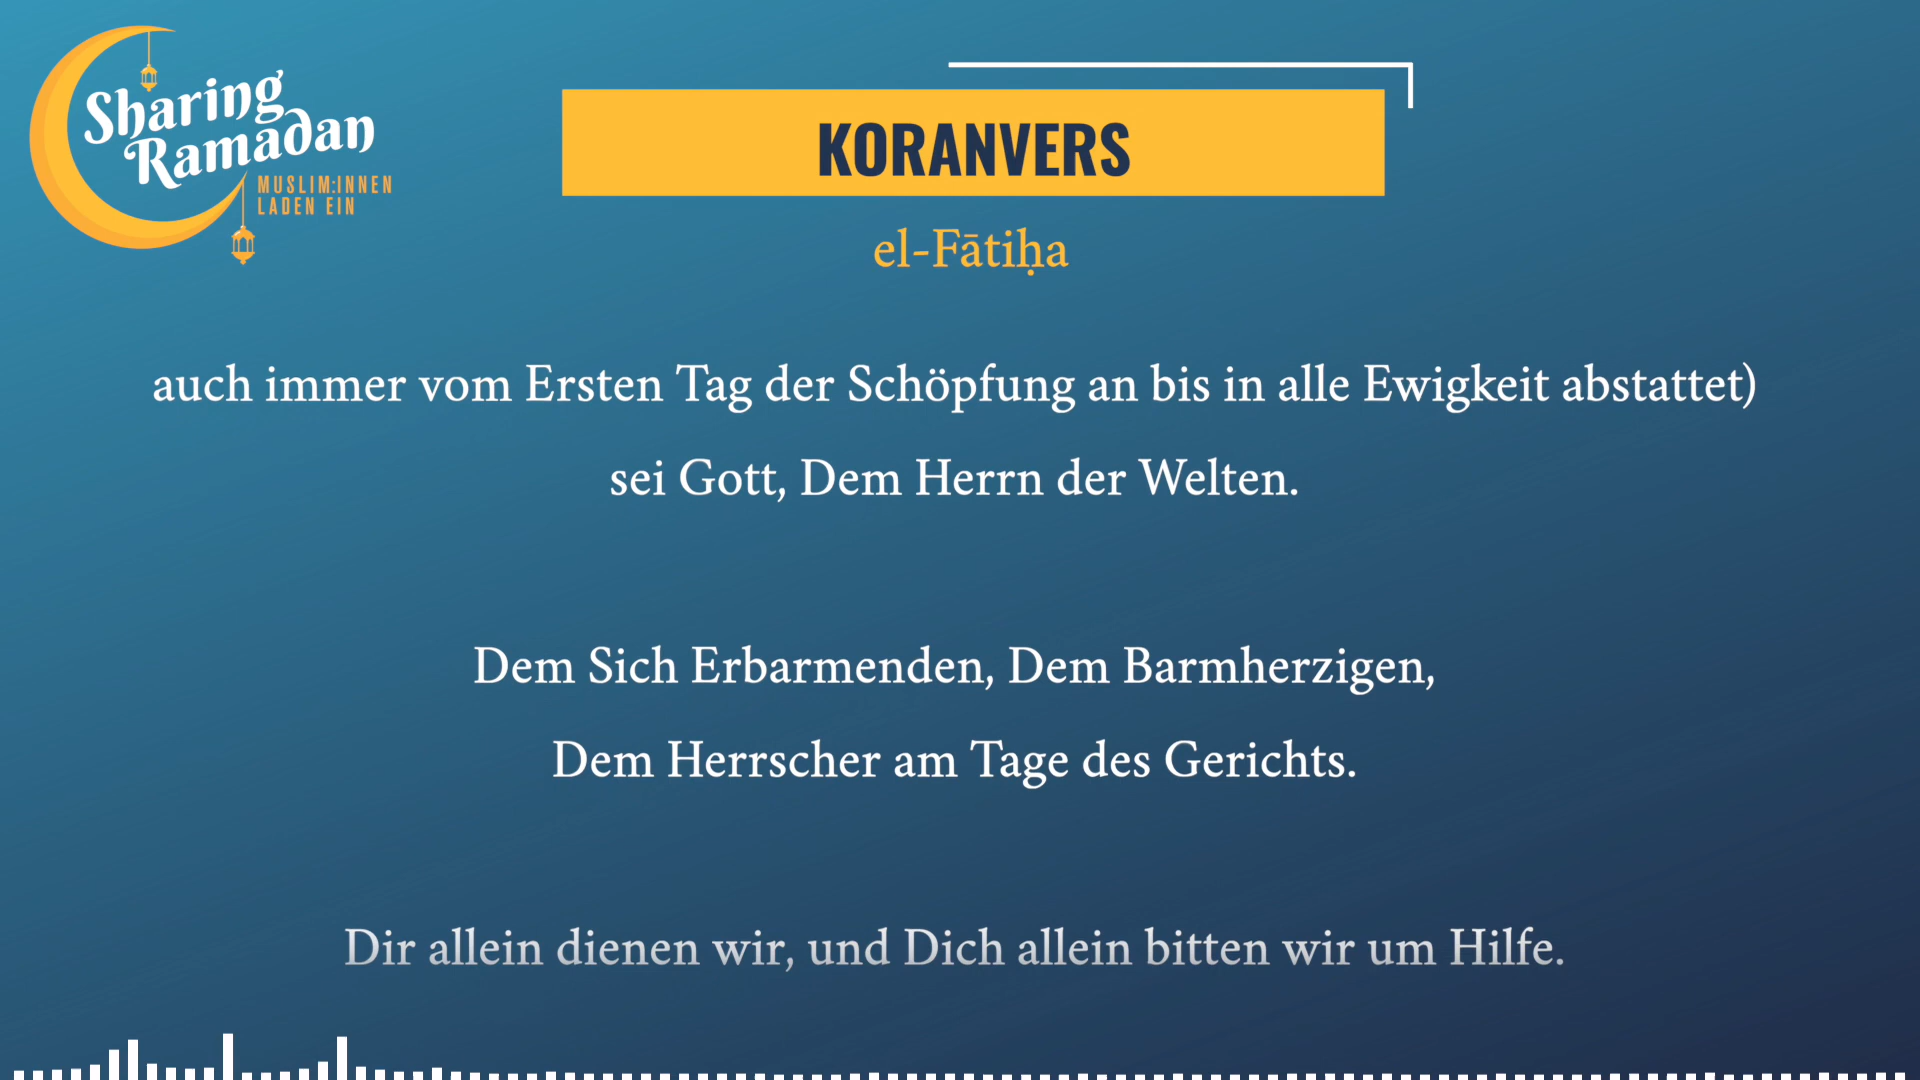 Sharing
Ramadan
MUSLIM:INNEN
LADEN EIN
KORANVERS
el-Fātiḥa
auch immer vom Ersten Tag der Schöpfung an bis in alle Ewigkeit abstattet)
sei Gott, Dem Herrn der Welten.
Dem Sich Erbarmenden, Dem Barmherzigen,
Dem Herrscher am Tage des Gerichts.
Dir allein dienen wir, und Dich allein bitten wir um Hilfe.